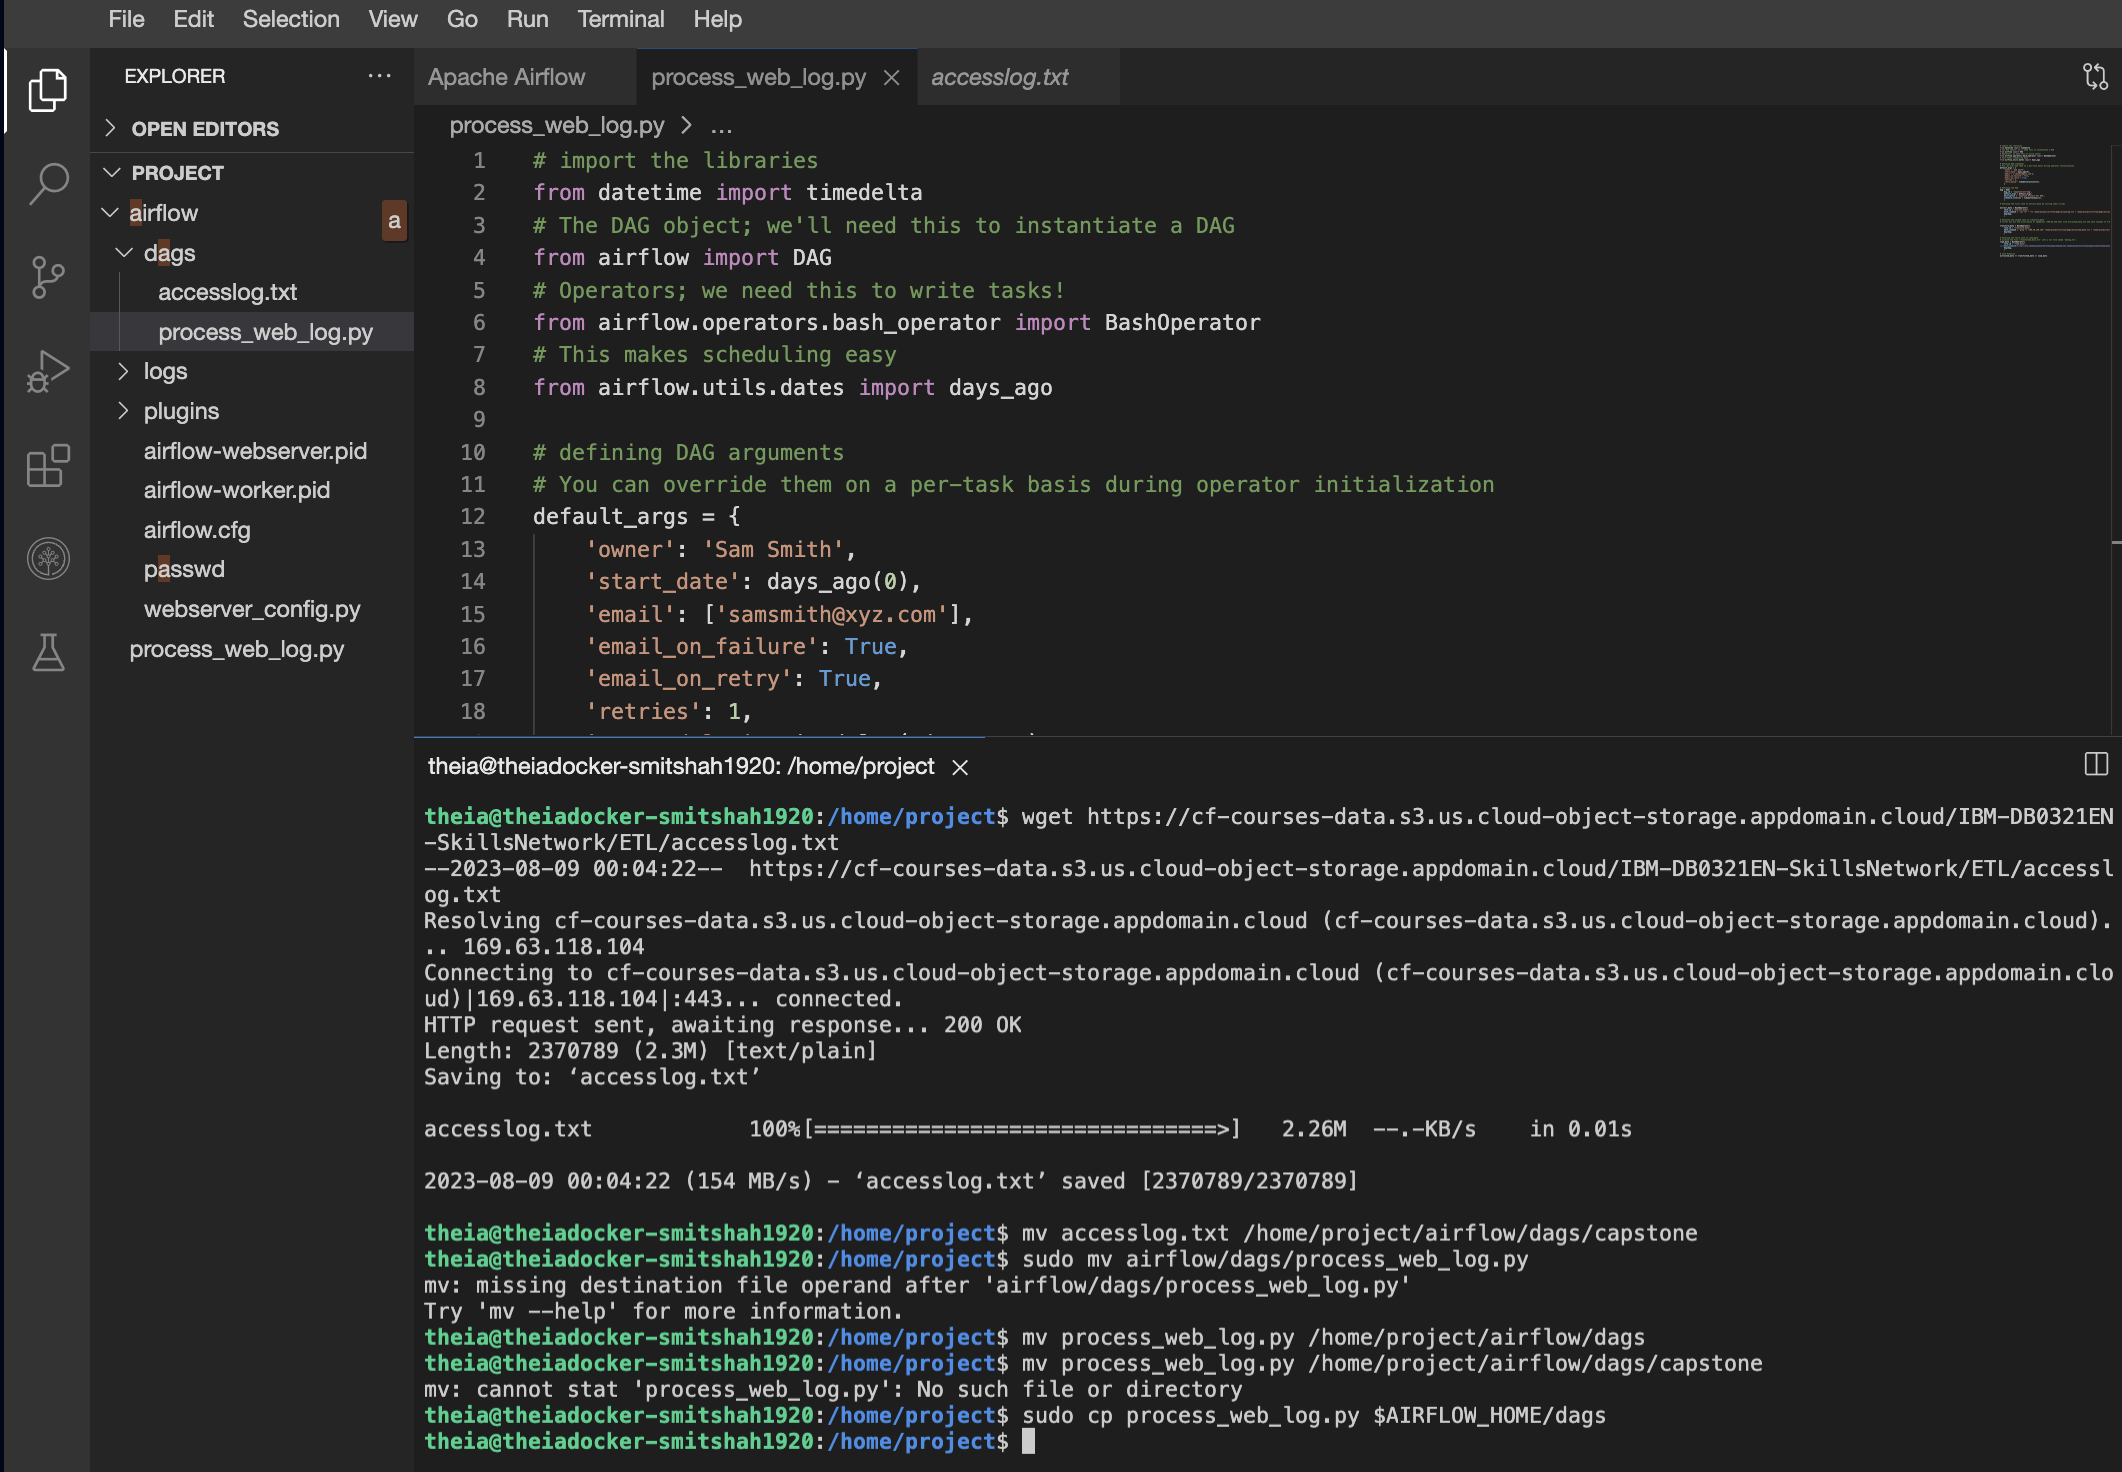 File Edit Selection View Go Run Terminal Help
EXPLORER ...
OPEN EDITORS
PROJECT
airflow a
dags
accesslog.txt
process_web_log.py
logs
plugins
airflow-webserver.pid
airflow-worker.pid
airflow.cfg
passwd
webserver_config.py
process_web_log.py
Apache Airflow process_web_log.py accesslog.txt
process_web_log.py > ...
1 # import the libraries
2 from datetime import timedelta
3 # The DAG object; we'll need this to instantiate a DAG
4 from airflow import DAG
5 # Operators; we need this to write tasks!
6 from airflow.operators.bash_operator import BashOperator
7 # This makes scheduling easy
8 from airflow.utils.dates import days_ago
9
10 # defining DAG arguments
11 # You can override them on a per-task basis during operator initialization
12 default_args = {
13 'owner': 'Sam Smith',
14 'start_date': days_ago(0),
15 'email': ['samsmith@xyz.com'],
16 'email_on_failure': True,
17 'email_on_retry': True,
18 'retries': 1,
theia@theiadocker-smitshah1920: /home/project
theia@theiadocker-smitshah1920:/home/project$ wget https://cf-courses-data.s3.us.cloud-object-storage.appdomain.cloud/IBM-DB0321EN
-SkillsNetwork/ETL/accesslog.txt
--2023-08-09 00:04:22-- https://cf-courses-data.s3.us.cloud-object-storage.appdomain.cloud/IBM-DB0321EN-SkillsNetwork/ETL/accessl
og.txt
Resolving cf-courses-data.s3.us.cloud-object-storage.appdomain.cloud (cf-courses-data.s3.us.cloud-object-storage.appdomain.cloud).
.. 169.63.118.104
Connecting to cf-courses-data.s3.us.cloud-object-storage.appdomain.cloud (cf-courses-data.s3.us.cloud-object-storage.appdomain.clo
ud)|169.63.118.104|:443... connected.
HTTP request sent, awaiting response... 200 OK
Length: 2370789 (2.3M) [text/plain]
Saving to: ‘accesslog.txt’
accesslog.txt 100%[===============================>] 2.26M --.-KB/s in 0.01s
2023-08-09 00:04:22 (154 MB/s) - ‘accesslog.txt’ saved [2370789/2370789]
theia@theiadocker-smitshah1920:/home/project$ mv accesslog.txt /home/project/airflow/dags/capstone
theia@theiadocker-smitshah1920:/home/project$ sudo mv airflow/dags/process_web_log.py
mv: missing destination file operand after 'airflow/dags/process_web_log.py'
Try 'mv --help' for more information.
theia@theiadocker-smitshah1920:/home/project$ mv process_web_log.py /home/project/airflow/dags
theia@theiadocker-smitshah1920:/home/project$ mv process_web_log.py /home/project/airflow/dags/capstone
mv: cannot stat 'process_web_log.py': No such file or directory
theia@theiadocker-smitshah1920:/home/project$ sudo cp process_web_log.py $AIRFLOW_HOME/dags
theia@theiadocker-smitshah1920:/home/project$